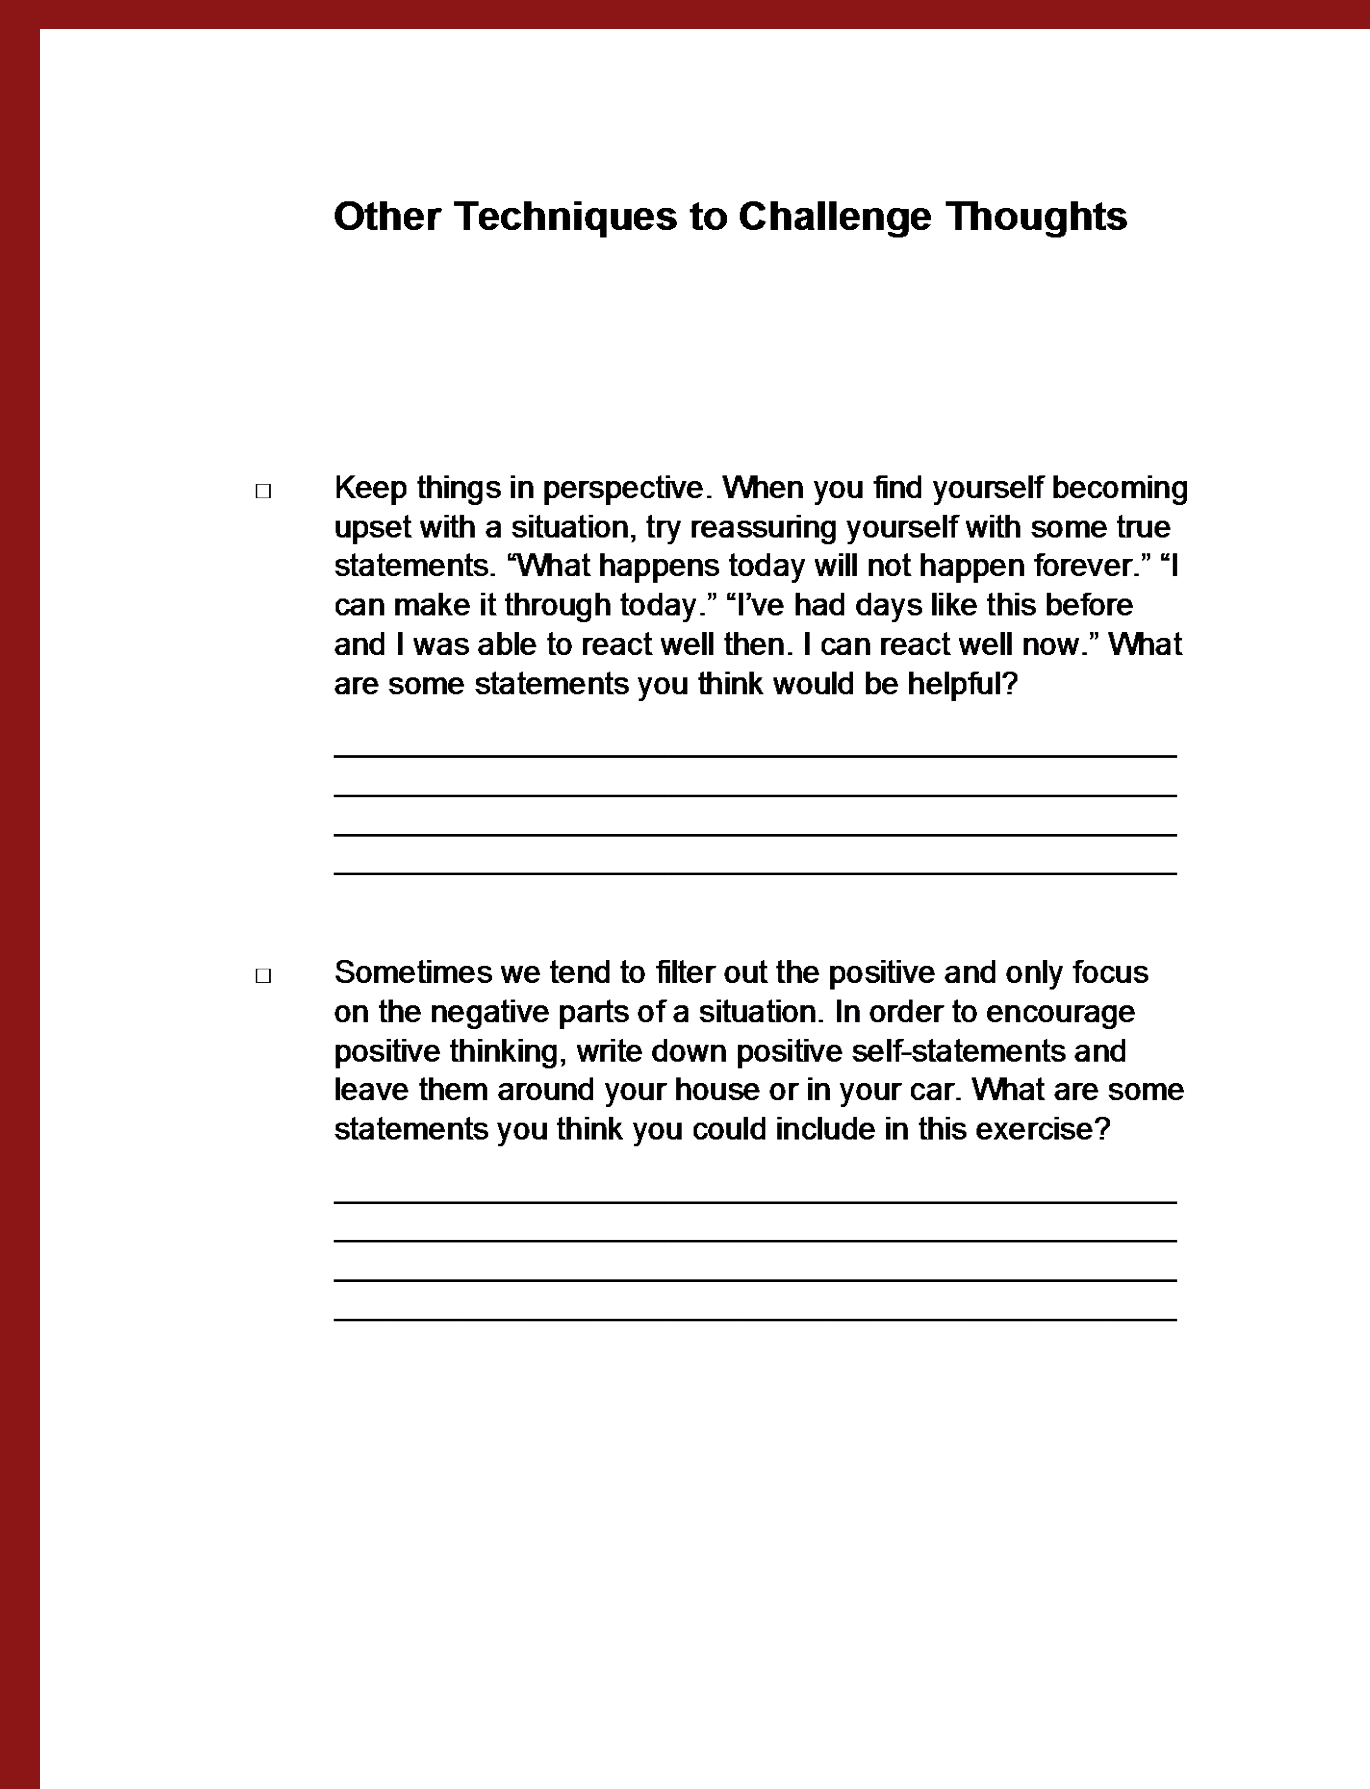 Other Techniques to Challenge Thoughts
□ Keep things in perspective. When you find yourself becoming
upset with a situation, try reassuring yourself with some true
statements. “What happens today will not happen forever.” “I
can make it through today.” “I’ve had days like this before
and I was able to react well then. I can react well now.” What
are some statements you think would be helpful?
□ Sometimes we tend to filter out the positive and only focus
on the negative parts of a situation. In order to encourage
positive thinking, write down positive self-statements and
leave them around your house or in your car. What are some
statements you think you could include in this exercise?